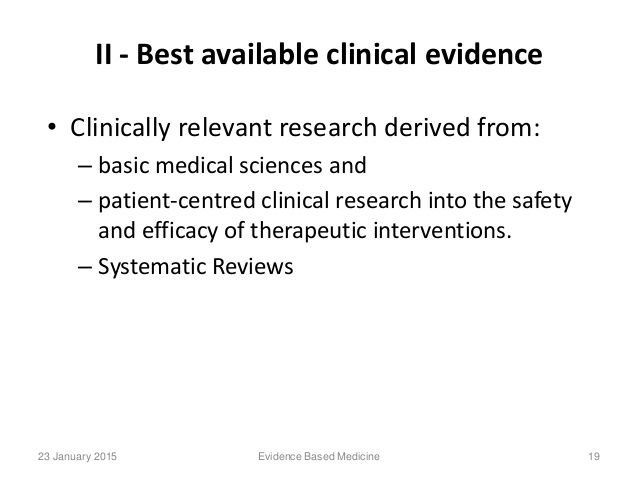 II - Best available clinical evidence
• Clinically relevant research derived from:
– basic medical sciences and
– patient-centred clinical research into the safety
and efficacy of therapeutic interventions.
– Systematic Reviews
23 January 2015
Evidence Based Medicine
19